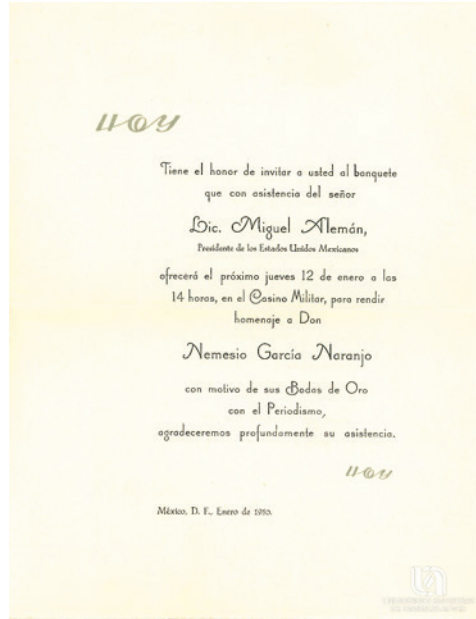 HOY
Tiene el honor de invitar a usted al banquete
que con asistencia del señor
Lic. Miguel Alemán,
Presidente de los Estados Unidos Mexicanos
ofrecerá el próximo jueves 12 de enero a las
14 horas, en el Casino Militar, para rendir
homenaje a Don
Nemesio García Naranjo
con motivo de sus Bodas de Oro
con el Periodismo,
agradeceremos profundamente su asistencia.
HOY
México, D. F., Enero de 1950.